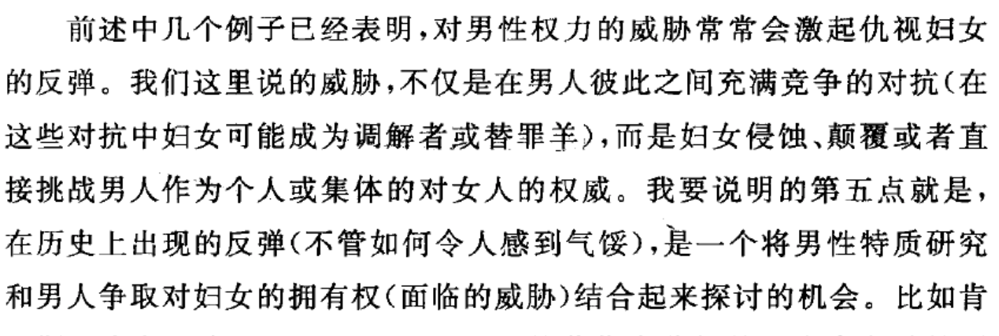 前述中几个例子已经表明,对男性权力的威胁常常会激起仇视妇女
的反弹。我们这里说的威胁,不仅是在男人彼此之间充满竞争的对抗(在
这些对抗中妇女可能成为调解者或替罪羊),而是妇女侵蚀、颠覆或者直
接挑战男人作为个人或集体的对女人的权威。我要说明的第五点就是,
在历史上出现的反弹(不管如何令人感到气馁),是一个将男性特质研究
和男人争取对妇女的拥有权(面临的威胁)结合起来探讨的机会。比如肯